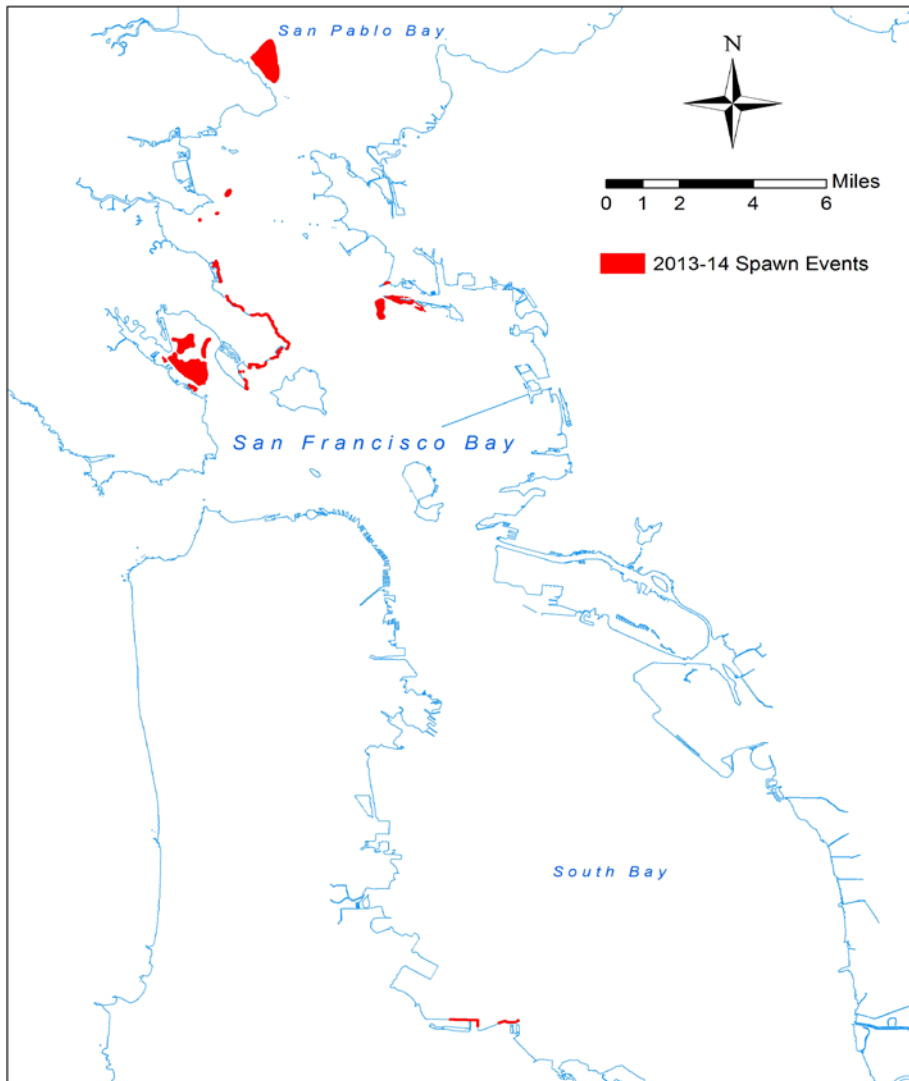 San Pablo Bay
N
Miles
0 1 2 4 6
2013-14 Spawn Events
San Francisco Bay
South Bay